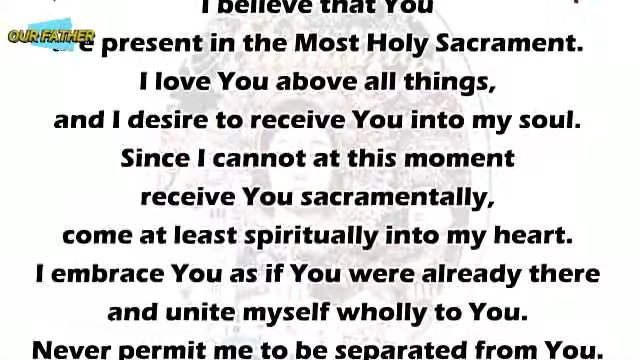 I believe that You
OUR FATHER
are present in the Most Holy Sacrament.
I love You above all things,
and I desire to receive You into my soul.
Since I cannot at this moment
receive You sacramentally,
come at least spiritually into my heart.
I embrace You as if You were already there
and unite myself wholly to You.
Never permit me to be separated from You.